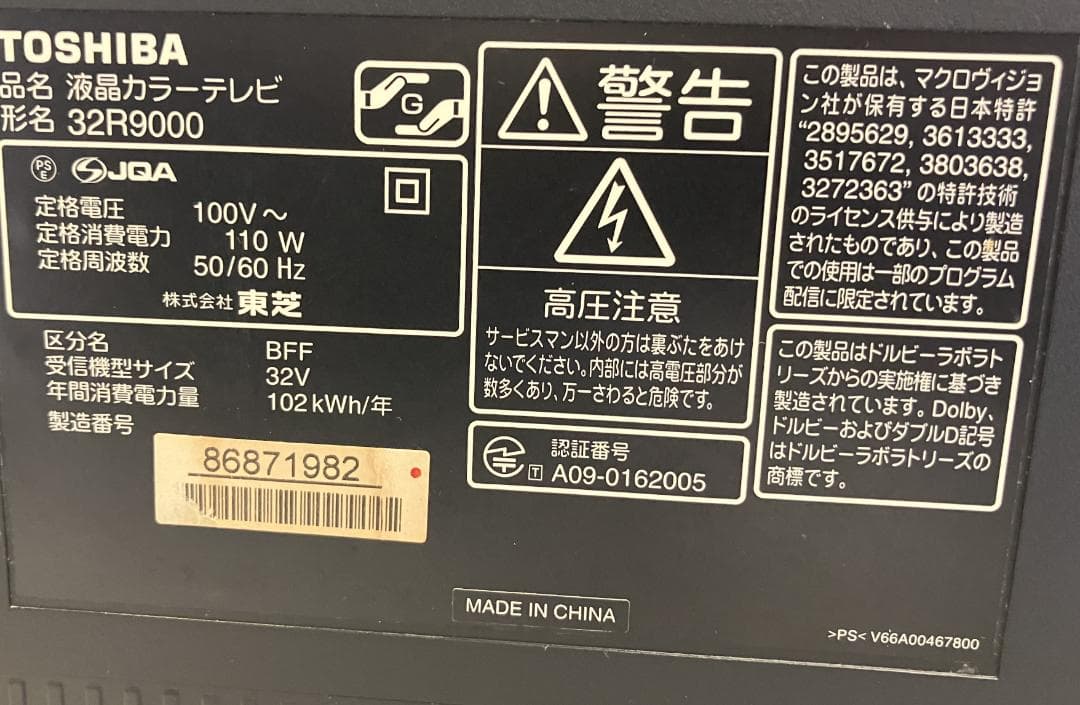 TOSHIBA
品名 液晶カラーテレビ
形名 32R9000
G
PS
E
JQA
定格電圧 100V～
定格消費電力 110 W
定格周波数 50/60 Hz
株式会社 東芝
区分名 BFF
受信機型サイズ 32V
年間消費電力量 102kWh/年
製造番号
86871982
警告
高圧注意
サービスマン以外の方は裏ぶたをあけ
ないでください。内部には高電圧部分が
数多くあり、万一さわると危険です。
認証番号
T A09-0162005
この製品は、マクロヴィジョ
ン社が保有する日本特許
“2895629, 3613333,
3517672, 3803638,
3272363” の特許技術
のライセンス供与により製造
されたものであり、この製品
での使用は一部のプログラム
配信に限定されています。
この製品はドルビーラボラト
リーズからの実施権に基づき
製造されています。Dolby、
ドルビーおよびダブルD記号
はドルビーラボラトリーズの
商標です。
MADE IN CHINA
>PS< V66A00467800